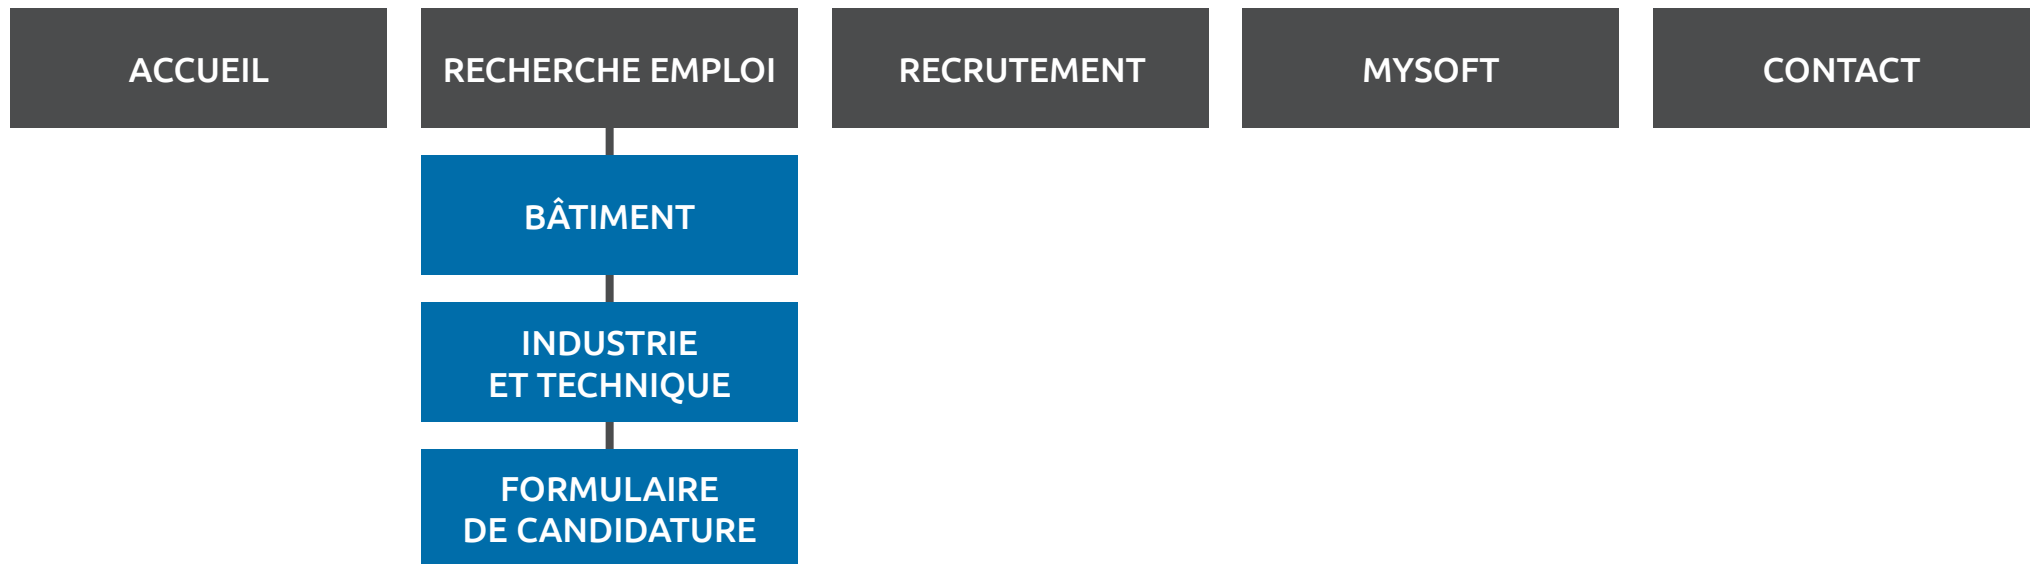 ACCUEIL
RECHERCHE EMPLOI
RECRUTEMENT
MYSOFT
CONTACT
BÂTIMENT
INDUSTRIE
ET TECHNIQUE
FORMULAIRE
DE CANDIDATURE